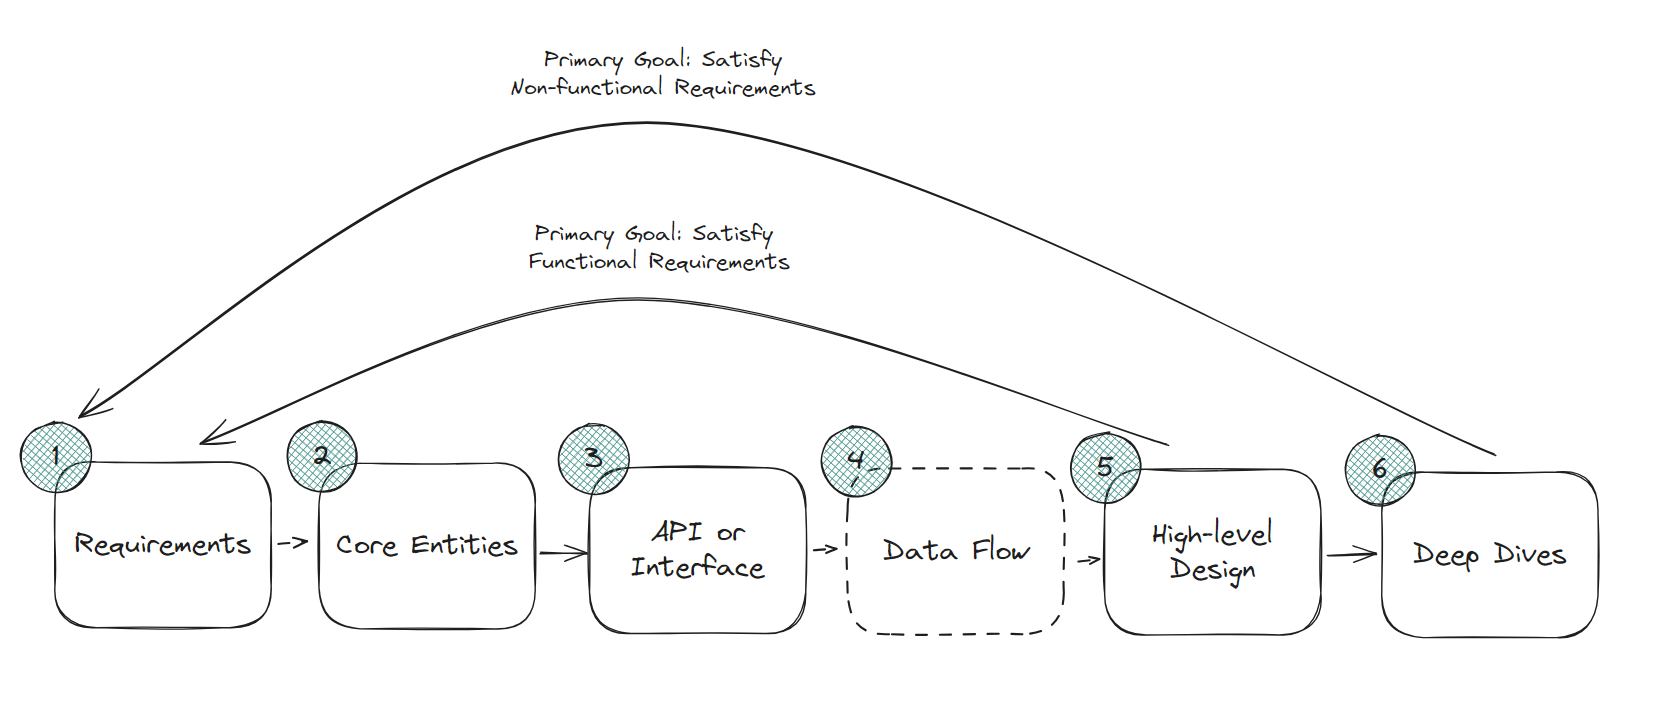 Primary Goal: Satisfy
Non-functional Requirements
Primary Goal: Satisfy
Functional Requirements
1
Requirements
2
Core Entities
3
API or
Interface
4
Data Flow
5
High-level
Design
6
Deep Dives